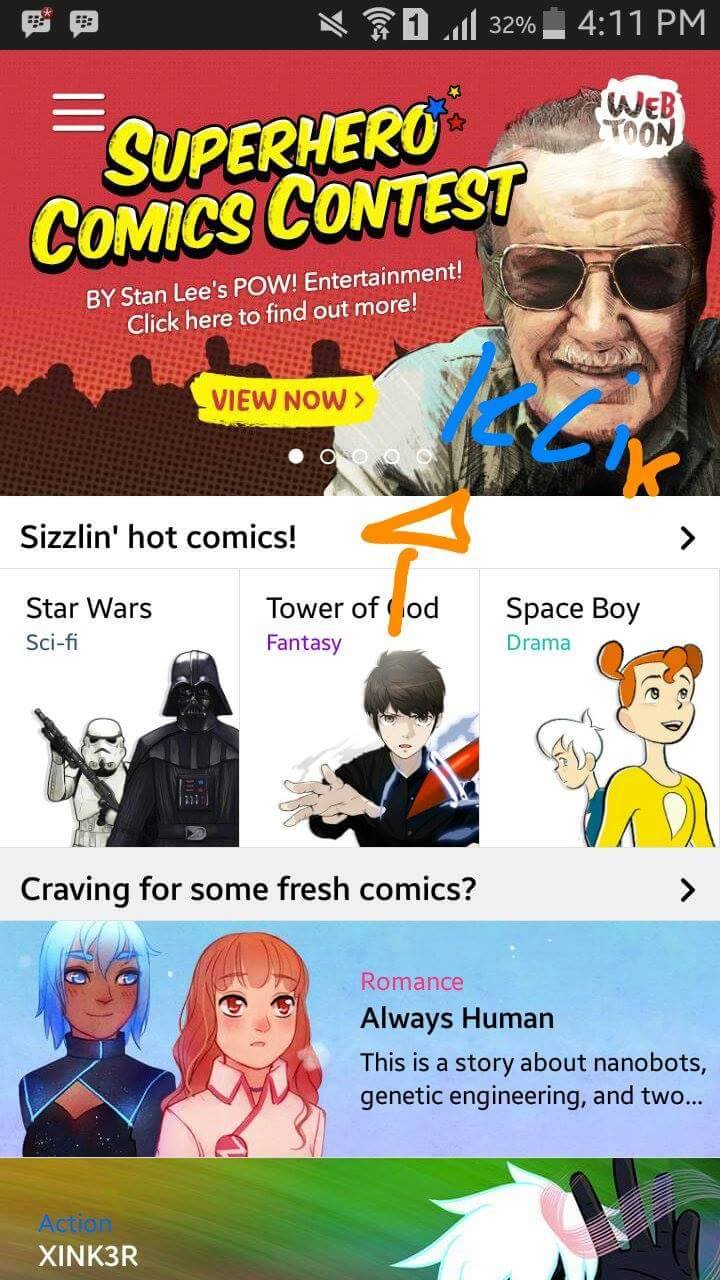 1 32% 4:11 PM
WEB
TOON
SUPERHERO
COMICS CONTEST
BY Stan Lee's POW! Entertainment!
Click here to find out more!
VIEW NOW >
klik
Sizzlin' hot comics!
Star Wars
Sci-fi
Tower of God
Fantasy
Space Boy
Drama
Craving for some fresh comics?
Romance
Always Human
This is a story about nanobots,
genetic engineering, and two...
Action
XINK3R